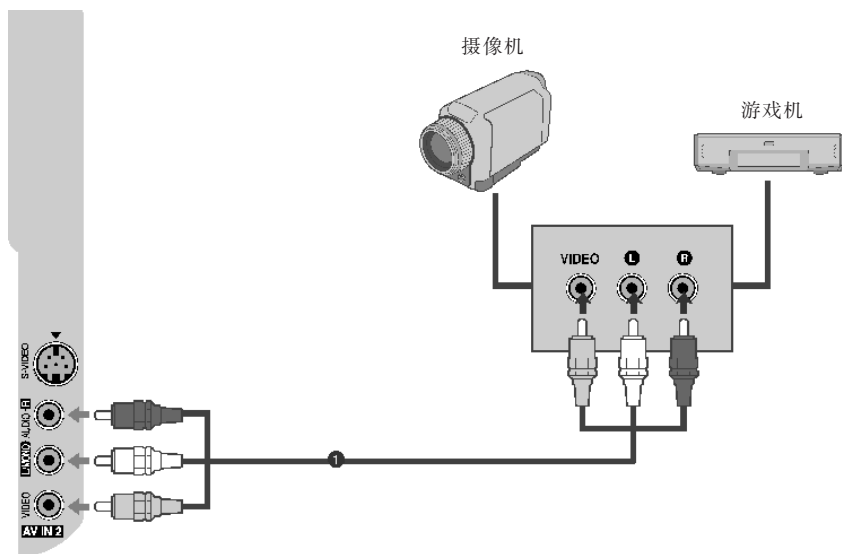 摄像机
游戏机
VIDEO L R
S-VIDEO
AUDIO-R
L/MONO
VIDEO
AV IN 2
1